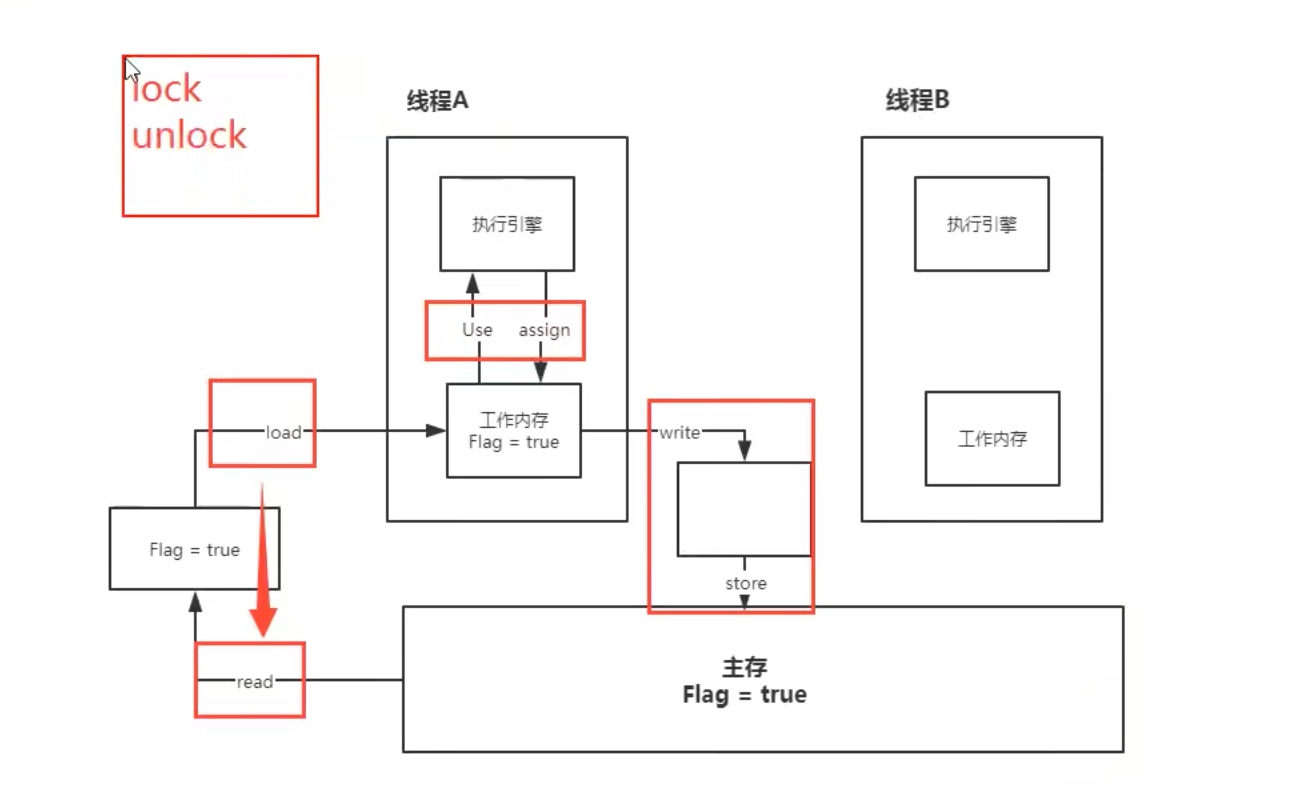 lock
unlock
线程A
线程B
执行引擎
执行引擎
Use
assign
load
工作内存
Flag = true
write
工作内存
Flag = true
store
read
主存
Flag = true